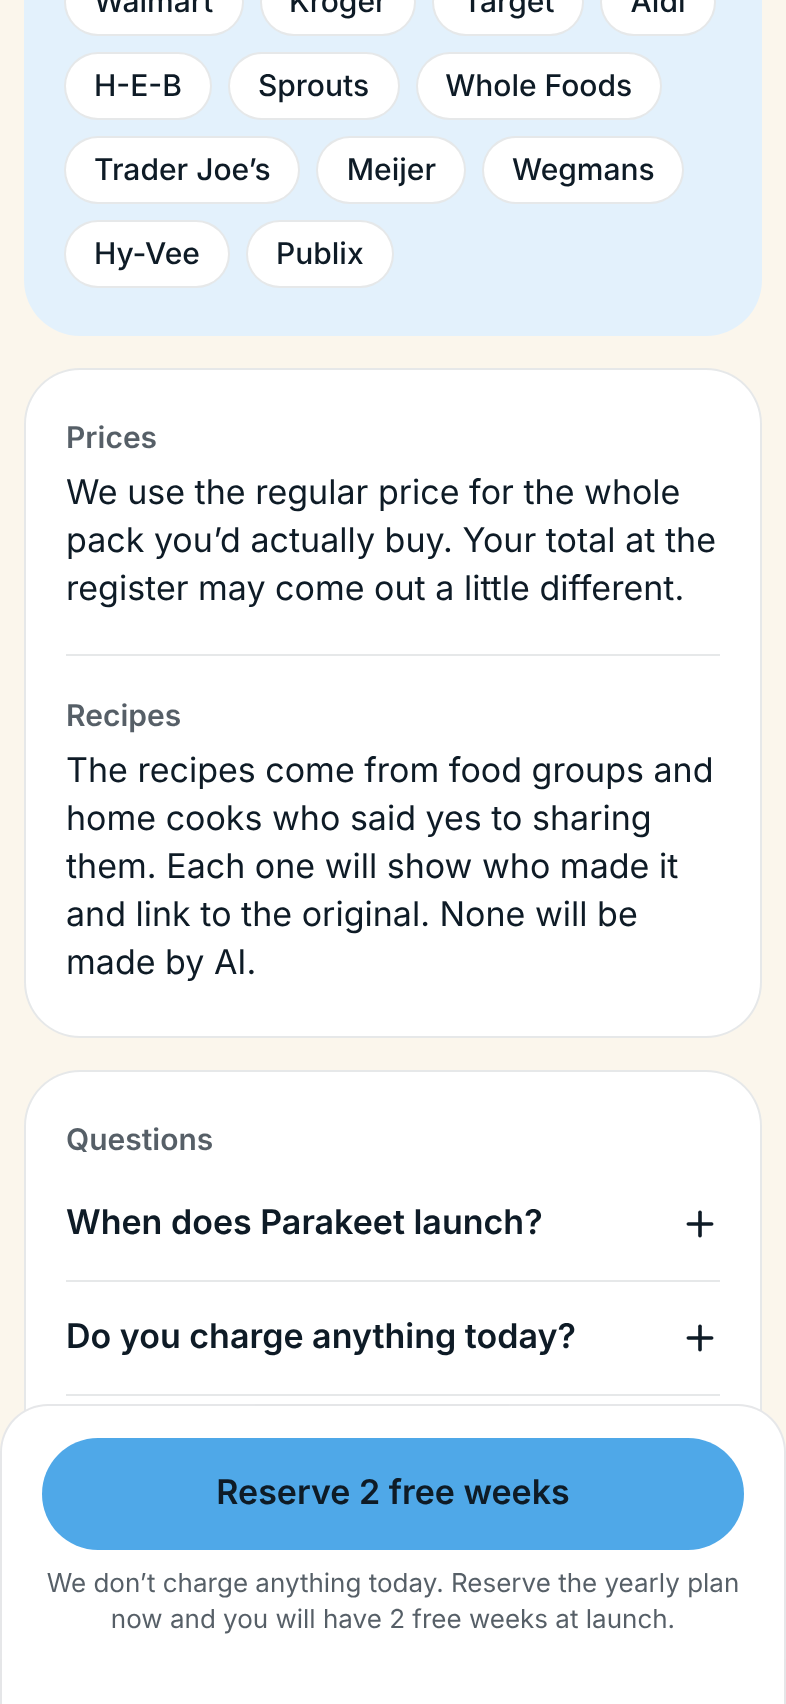 Walmart Kroger Target Aldi
H-E-B Sprouts Whole Foods
Trader Joe’s Meijer Wegmans
Hy-Vee Publix
Prices
We use the regular price for the whole
pack you’d actually buy. Your total at the
register may come out a little different.
Recipes
The recipes come from food groups and
home cooks who said yes to sharing
them. Each one will show who made it
and link to the original. None will be
made by AI.
Questions
When does Parakeet launch?
Do you charge anything today?
Reserve 2 free weeks
We don’t charge anything today. Reserve the yearly plan
now and you will have 2 free weeks at launch.